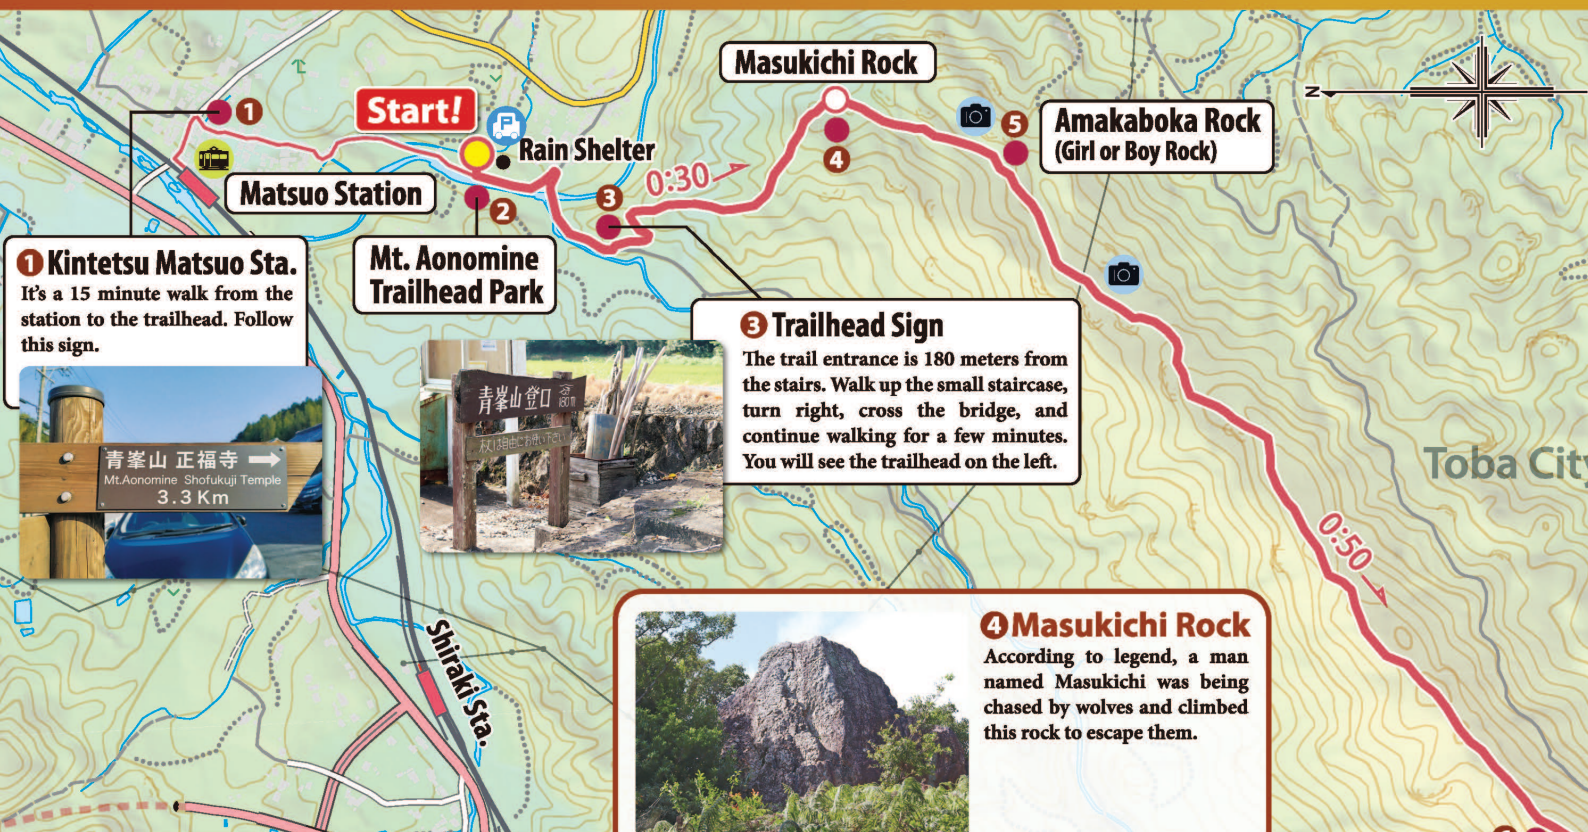 Masukichi Rock
N
1
Start!
5
Amakaboka Rock
(Girl or Boy Rock)
Rain Shelter
4
0:30
Matsuo Station
2
3
1 Kintetsu Matsuo Sta.
It's a 15 minute walk from the
station to the trailhead. Follow
this sign.
Mt. Aonomine
Trailhead Park
3 Trailhead Sign
The trail entrance is 180 meters from
the stairs. Walk up the small staircase,
turn right, cross the bridge, and
continue walking for a few minutes.
You will see the trailhead on the left.
青峯山登口
180m
青峯山 正福寺
Mt.Aonomine Shofukuji Temple
3.3Km
Toba City
0:50
Shiraki Sta.
4 Masukichi Rock
According to legend, a man
named Masukichi was being
chased by wolves and climbed
this rock to escape them.